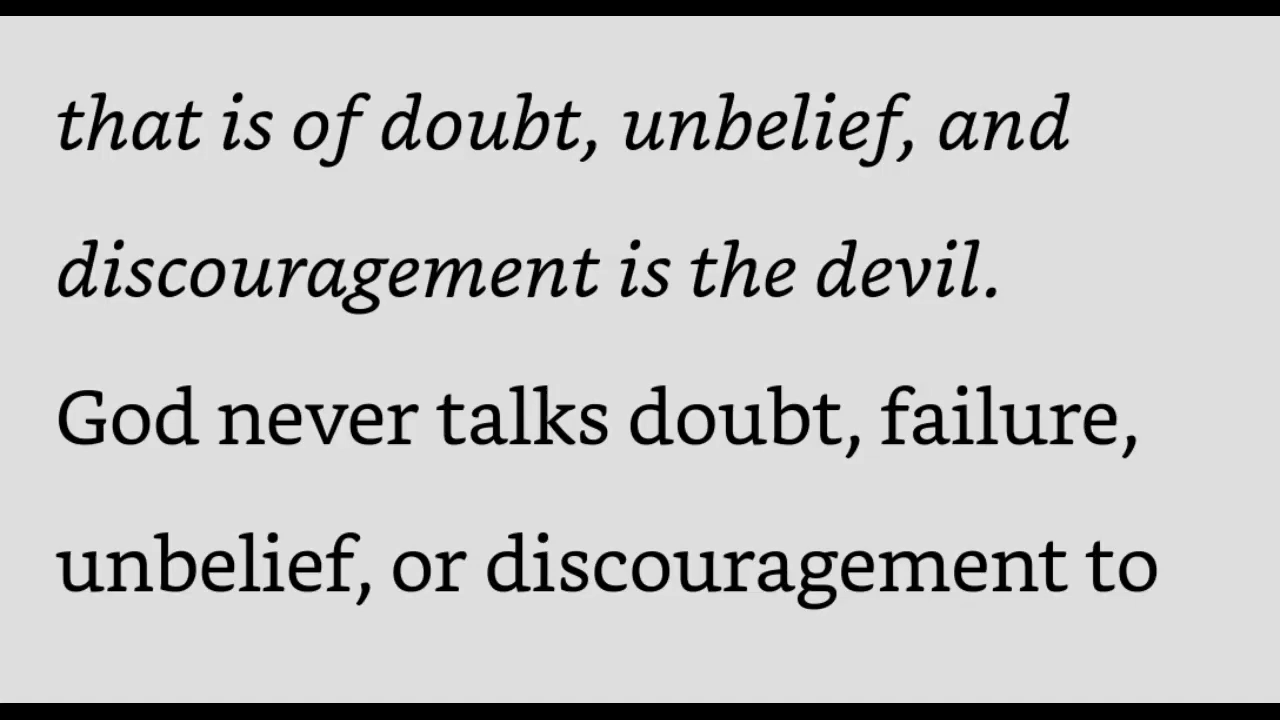 that is of doubt, unbelief, and
discouragement is the devil.
God never talks doubt, failure,
unbelief, or discouragement to